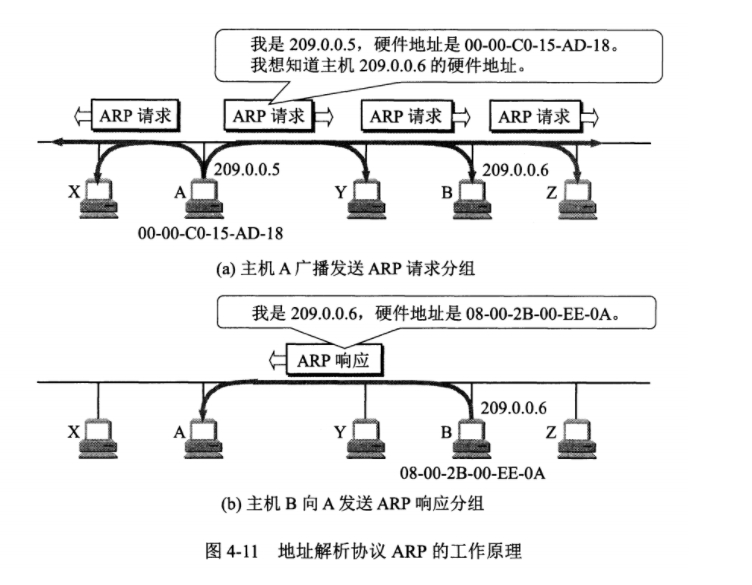 我是 209.0.0.5，硬件地址是 00-00-C0-15-AD-18。
我想知道主机 209.0.0.6 的硬件地址。
ARP 请求
ARP 请求
ARP 请求
ARP 请求
209.0.0.5
209.0.0.6
X
A
Y
B
Z
00-00-C0-15-AD-18
(a) 主机 A 广播发送 ARP 请求分组
我是 209.0.0.6，硬件地址是 08-00-2B-00-EE-0A。
ARP 响应
209.0.0.6
X
A
Y
B
Z
08-00-2B-00-EE-0A
(b) 主机 B 向 A 发送 ARP 响应分组
图 4-11 地址解析协议 ARP 的工作原理